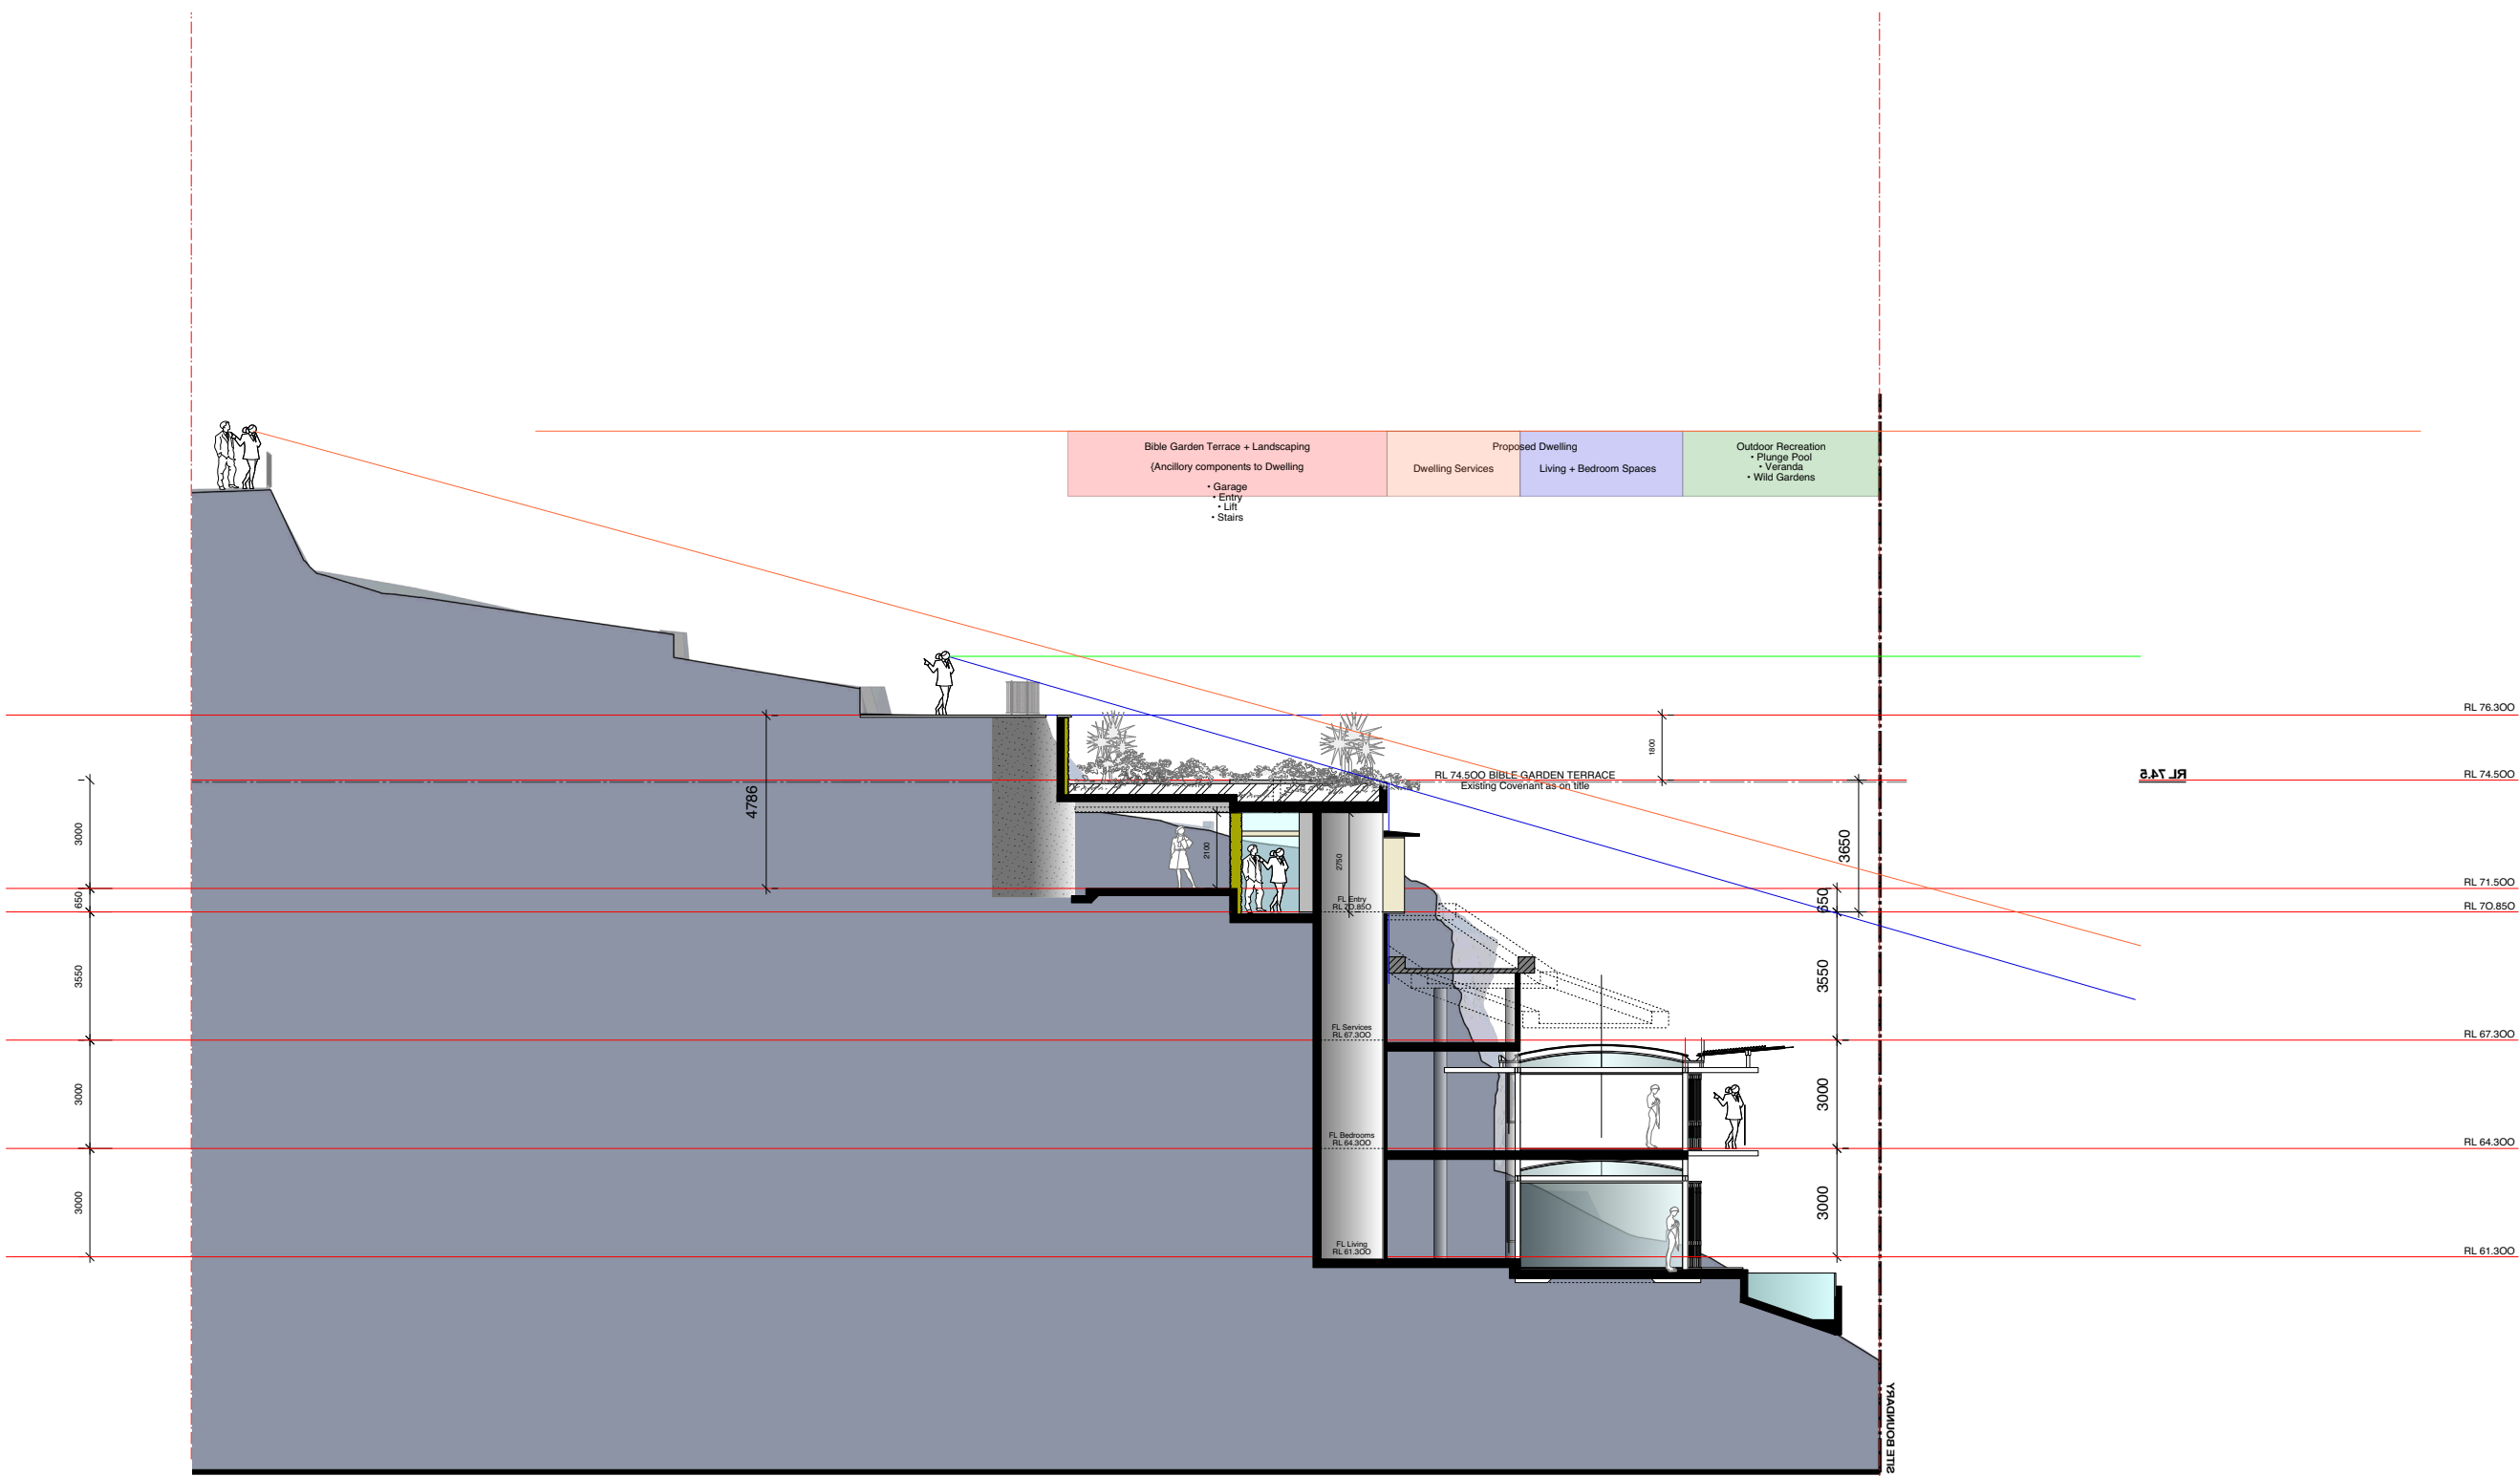 Bible Garden Terrace + Landscaping
(Ancillory components to Dwelling
• Garage
• Entry
• Lift
• Stairs
Proposed Dwelling
Dwelling Services
Living + Bedroom Spaces
Outdoor Recreation
• Plunge Pool
• Veranda
• Wild Gardens
RL 76.300
1800
4786
RL 74.500 BIBLE GARDEN TERRACE
Existing Covenant as on title
RL 74.5
RL 74.500
3000
2100
2750
3650
RL 71.500
650
650
FL Entry
RL 70.850
RL 70.850
3550
3550
FL Services
RL 67.300
RL 67.300
3000
3000
FL Bedrooms
RL 64.300
RL 64.300
3000
3000
FL Living
RL 61.300
RL 61.300
SITE BOUNDARY